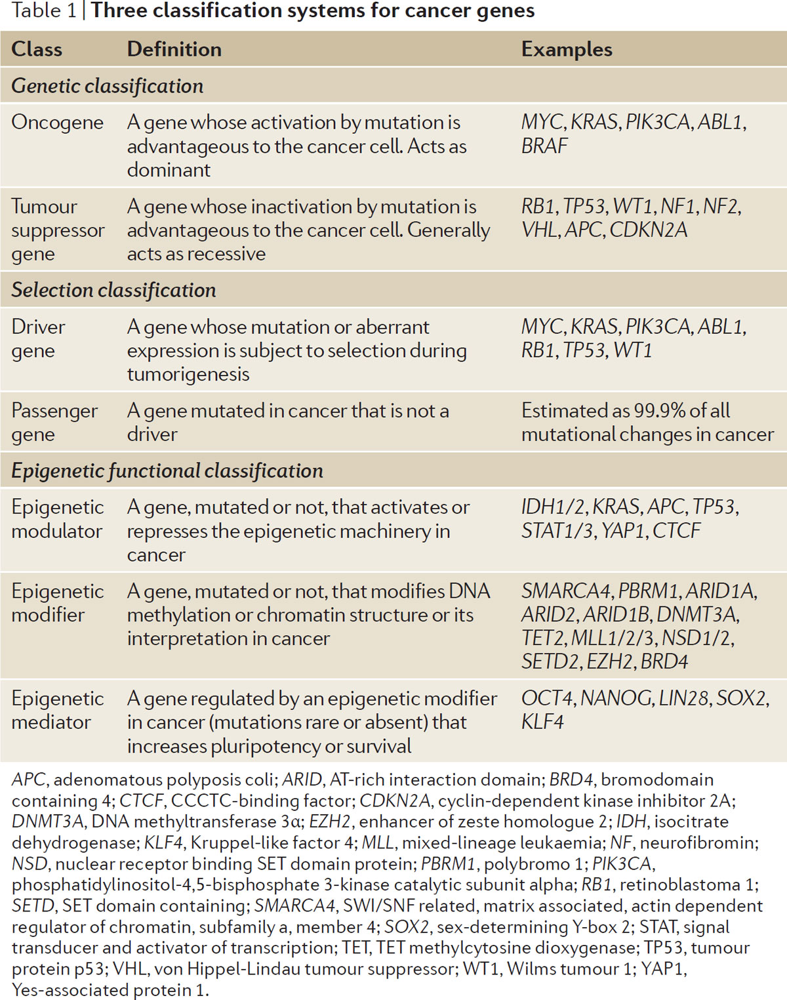 Table 1 | Three classification systems for cancer genes
Class Definition Examples
Genetic classification
Oncogene A gene whose activation by mutation is MYC, KRAS, PIK3CA, ABL1,
advantageous to the cancer cell. Acts as BRAF
dominant
Tumour A gene whose inactivation by mutation is RB1, TP53, WT1, NF1, NF2,
suppressor advantageous to the cancer cell. Generally VHL, APC, CDKN2A
gene acts as recessive
Selection classification
Driver A gene whose mutation or aberrant MYC, KRAS, PIK3CA, ABL1,
gene expression is subject to selection during RB1, TP53, WT1
tumorigenesis
Passenger A gene mutated in cancer that is not a Estimated as 99.9% of all
gene driver mutational changes in cancer
Epigenetic functional classification
Epigenetic A gene, mutated or not, that activates or IDH1/2, KRAS, APC, TP53,
modulator represses the epigenetic machinery in STAT1/3, YAP1, CTCF
cancer
Epigenetic A gene, mutated or not, that modifies DNA SMARCA4, PBRM1, ARID1A,
modifier methylation or chromatin structure or its ARID2, ARID1B, DNMT3A,
interpretation in cancer TET2, MLL1/2/3, NSD1/2,
SETD2, EZH2, BRD4
Epigenetic A gene regulated by an epigenetic modifier OCT4, NANOG, LIN28, SOX2,
mediator in cancer (mutations rare or absent) that KLF4
increases pluripotency or survival
APC, adenomatous polyposis coli; ARID, AT-rich interaction domain; BRD4, bromodomain
containing 4; CTCF, CCCTC-binding factor; CDKN2A, cyclin-dependent kinase inhibitor 2A;
DNMT3A, DNA methyltransferase 3α; EZH2, enhancer of zeste homologue 2; IDH, isocitrate
dehydrogenase; KLF4, Kruppel-like factor 4; MLL, mixed-lineage leukaemia; NF, neurofibromin;
NSD, nuclear receptor binding SET domain protein; PBRM1, polybromo 1; PIK3CA,
phosphatidylinositol-4,5-bisphosphate 3-kinase catalytic subunit alpha; RB1, retinoblastoma 1;
SETD, SET domain containing; SMARCA4, SWI/SNF related, matrix associated, actin dependent
regulator of chromatin, subfamily a, member 4; SOX2, sex-determining Y-box 2; STAT, signal
transducer and activator of transcription; TET, TET methylcytosine dioxygenase; TP53, tumour
protein p53; VHL, von Hippel-Lindau tumour suppressor; WT1, Wilms tumour 1; YAP1,
Yes-associated protein 1.